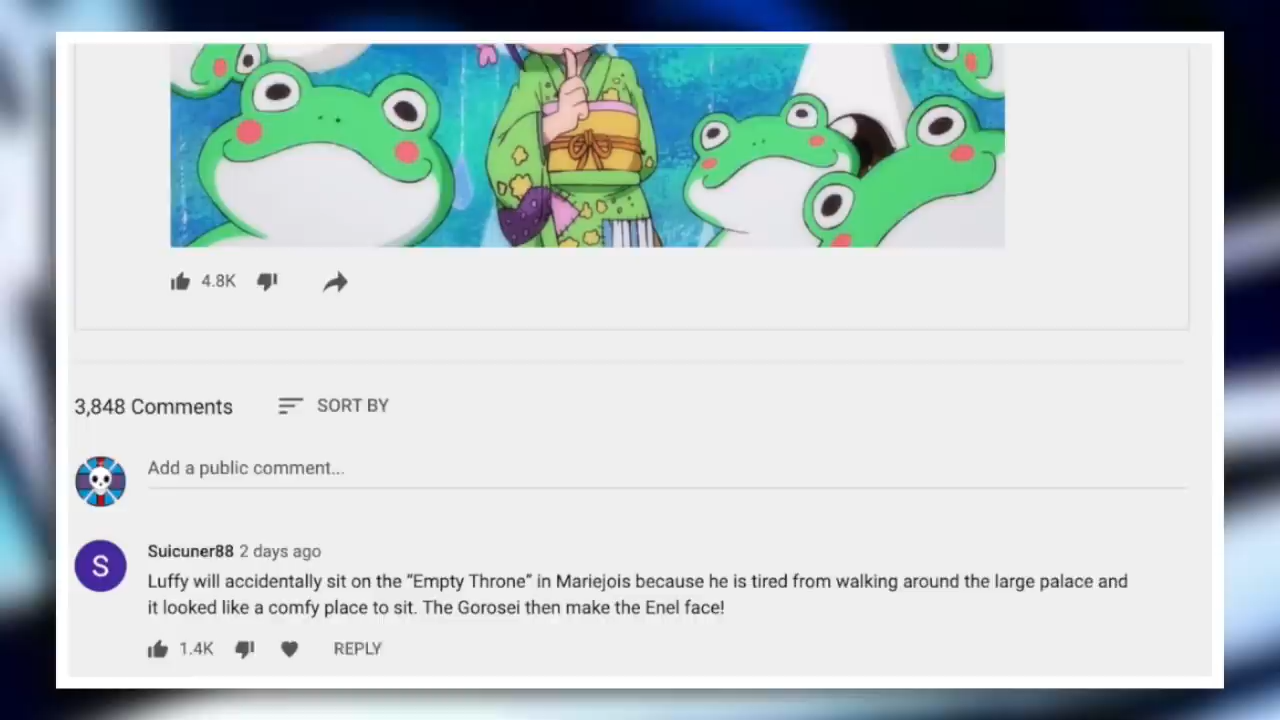 4.8K
3,848 Comments
SORT BY
Add a public comment...
S
Suicuner88 2 days ago
Luffy will accidentally sit on the “Empty Throne” in Mariejois because he is tired from walking around the large palace and
it looked like a comfy place to sit. The Gorosei then make the Enel face!
1.4K
REPLY